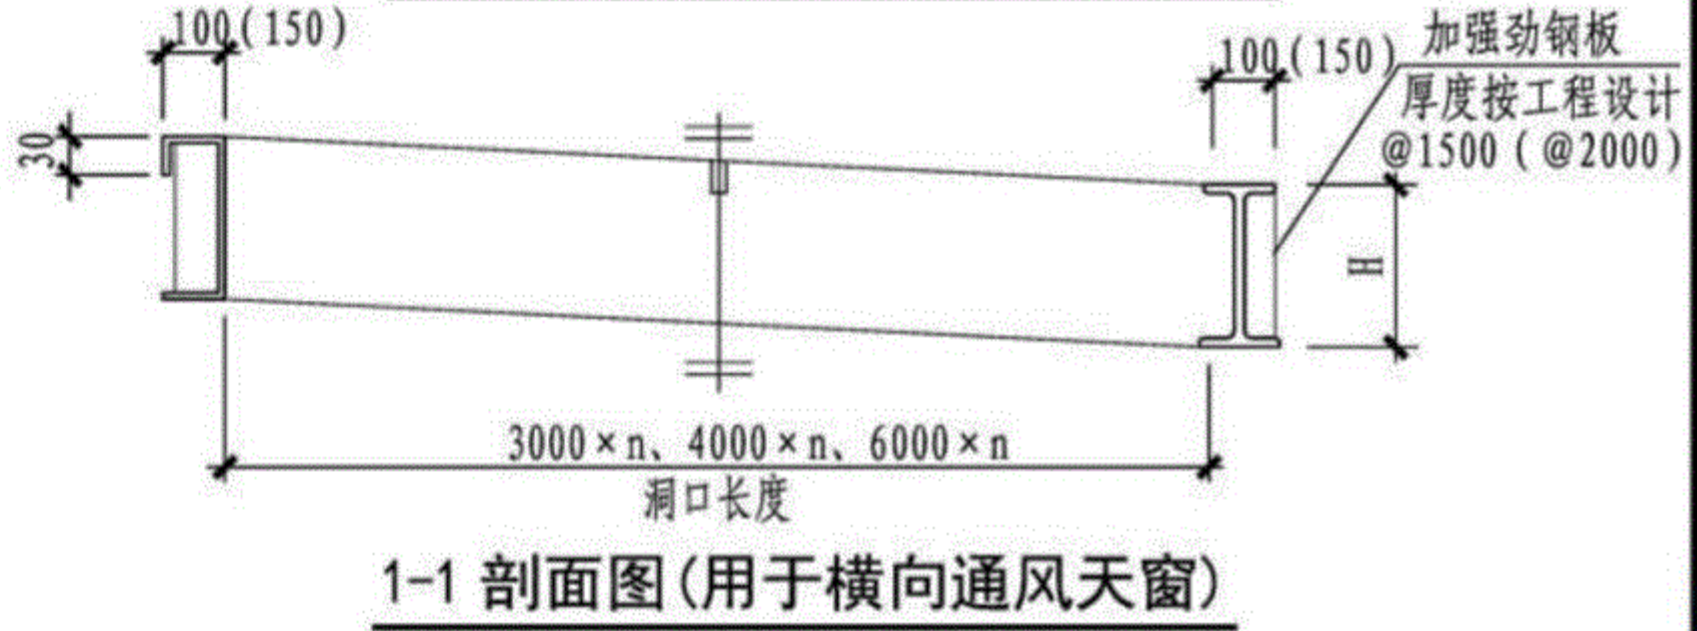 100(150)
100(150)
加强劲钢板
厚度按工程设计
@1500(@2000)
30
H
3000×n、4000×n、6000×n
洞口长度
1-1 剖面图(用于横向通风天窗)